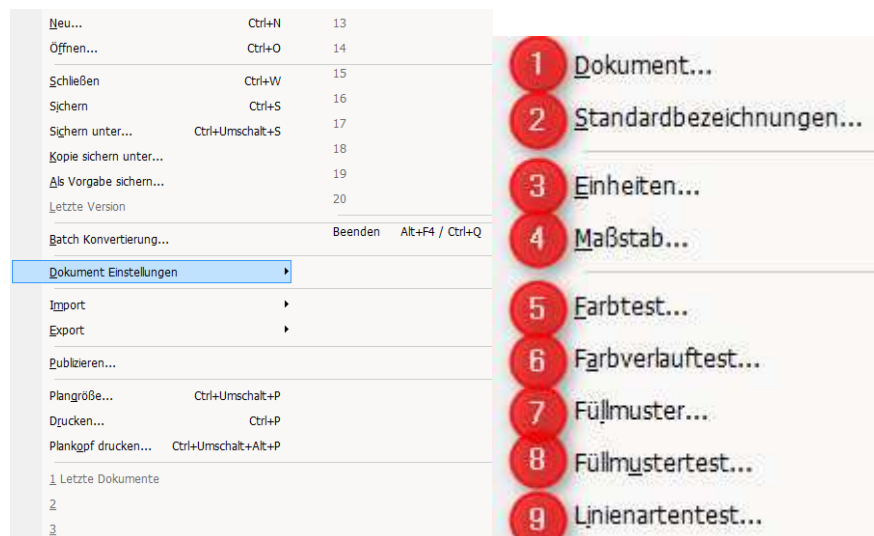 Neu... Ctrl+N
Öffnen... Ctrl+O
Schließen Ctrl+W
Sichern Ctrl+S
Sichern unter... Ctrl+Umschalt+S
Kopie sichern unter...
Als Vorgabe sichern...
Letzte Version
Batch Konvertierung...
Dokument Einstellungen
Import
Export
Publizieren...
Plangröße... Ctrl+Umschalt+P
Drucken... Ctrl+P
Plankopf drucken... Ctrl+Umschalt+Alt+P
1 Letzte Dokumente
2
3
13
14
15
16
17
18
19
20
Beenden Alt+F4 / Ctrl+Q
1 Dokument...
2 Standardbezeichnungen...
3 Einheiten...
4 Maßstab...
5 Farbtest...
6 Farbverlauftest...
7 Füllmuster...
8 Füllmustertest...
9 Linienartentest...